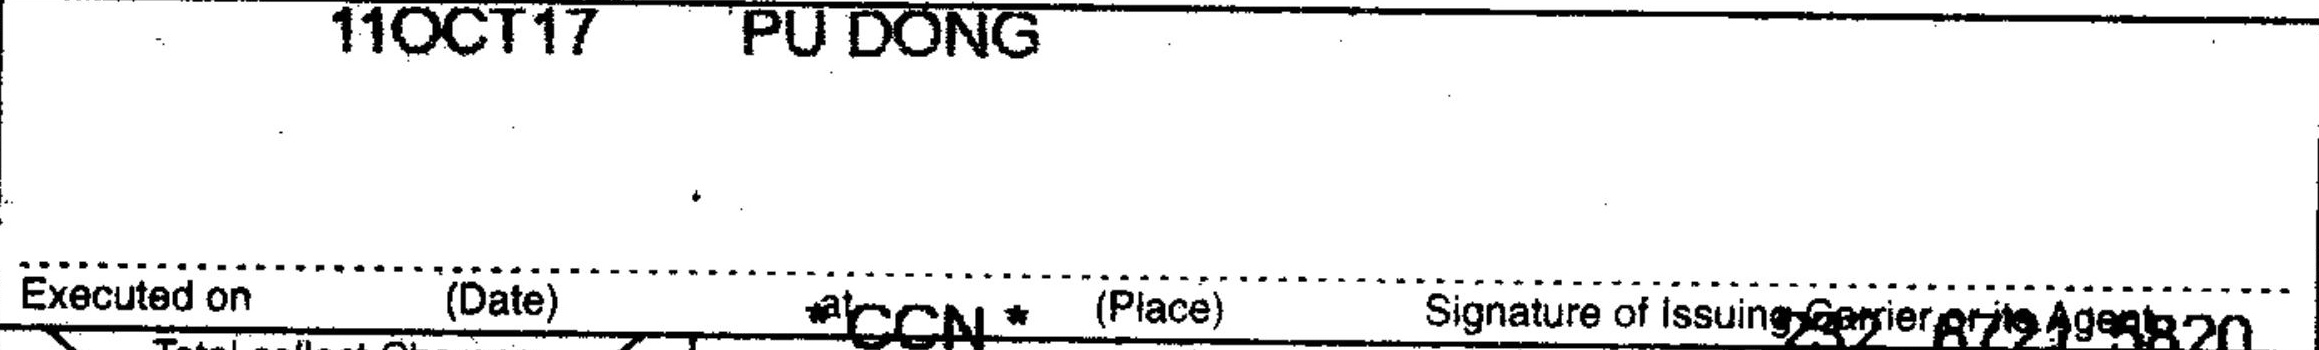 11OCT17 PU DONG
Executed on (Date) at (Place) Signature of Issuing Carrier or its Agent
*CCN * 232 8721 5820
Total collect Charges